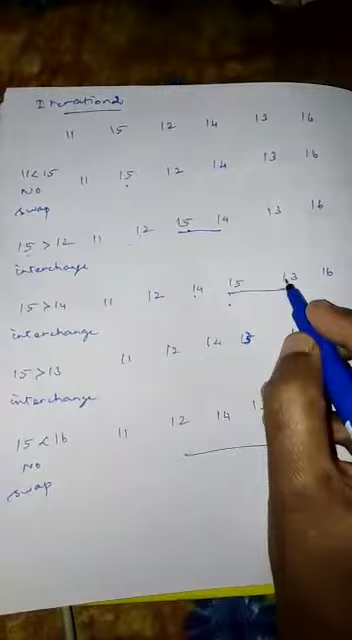 Iteration2
11 15 12 14 13 16
11<15 11 15 12 14 13 16
No
swap
15>12 11 12 15 14 13 16
interchange
15>14 11 12 14 15 13 16
interchange
15>13 11 12 14 13
interchange
15<16 11 12 14
No
swap